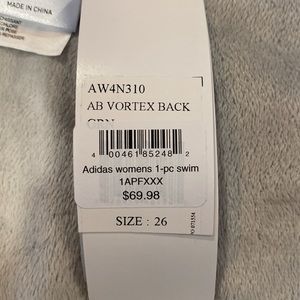 MADE IN CHINA
AW4N310
AB VORTEX BACK
4 00461 85248 2
Adidas womens 1-pc swim
1APFXXX
$69.98
SIZE : 26